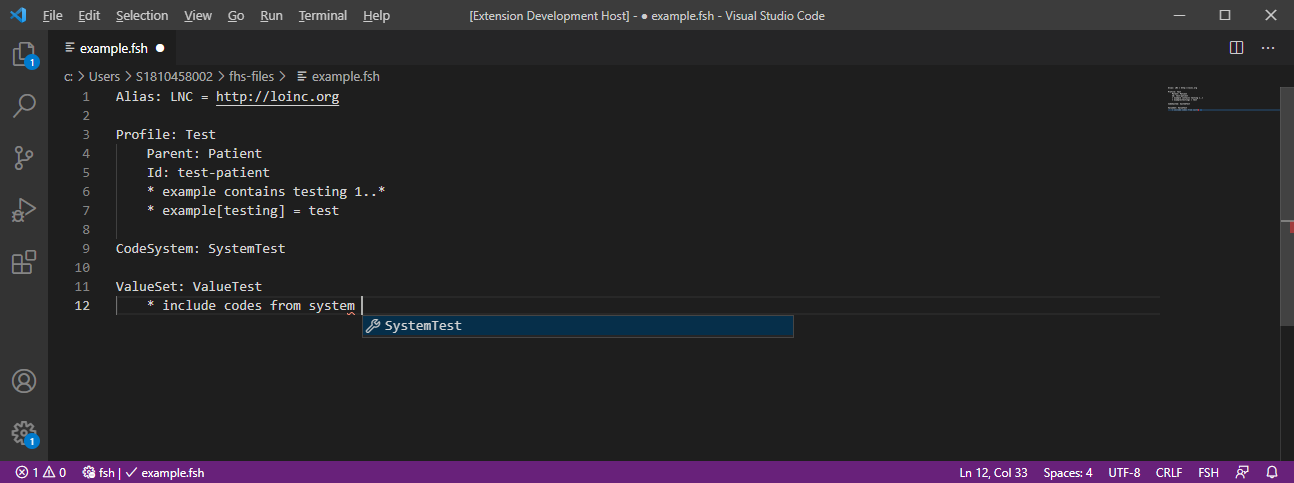 File Edit Selection View Go Run Terminal Help [Extension Development Host] - ● example.fsh - Visual Studio Code
example.fsh ●
c: > Users > S1810458002 > fhs-files > example.fsh
1 Alias: LNC = http://loinc.org
2
3 Profile: Test
4 Parent: Patient
5 Id: test-patient
6 * example contains testing 1..*
7 * example[testing] = test
8
9 CodeSystem: SystemTest
10
11 ValueSet: ValueTest
12 * include codes from system
SystemTest
1
1
1 0 fsh | ✓ example.fsh Ln 12, Col 33 Spaces: 4 UTF-8 CRLF FSH